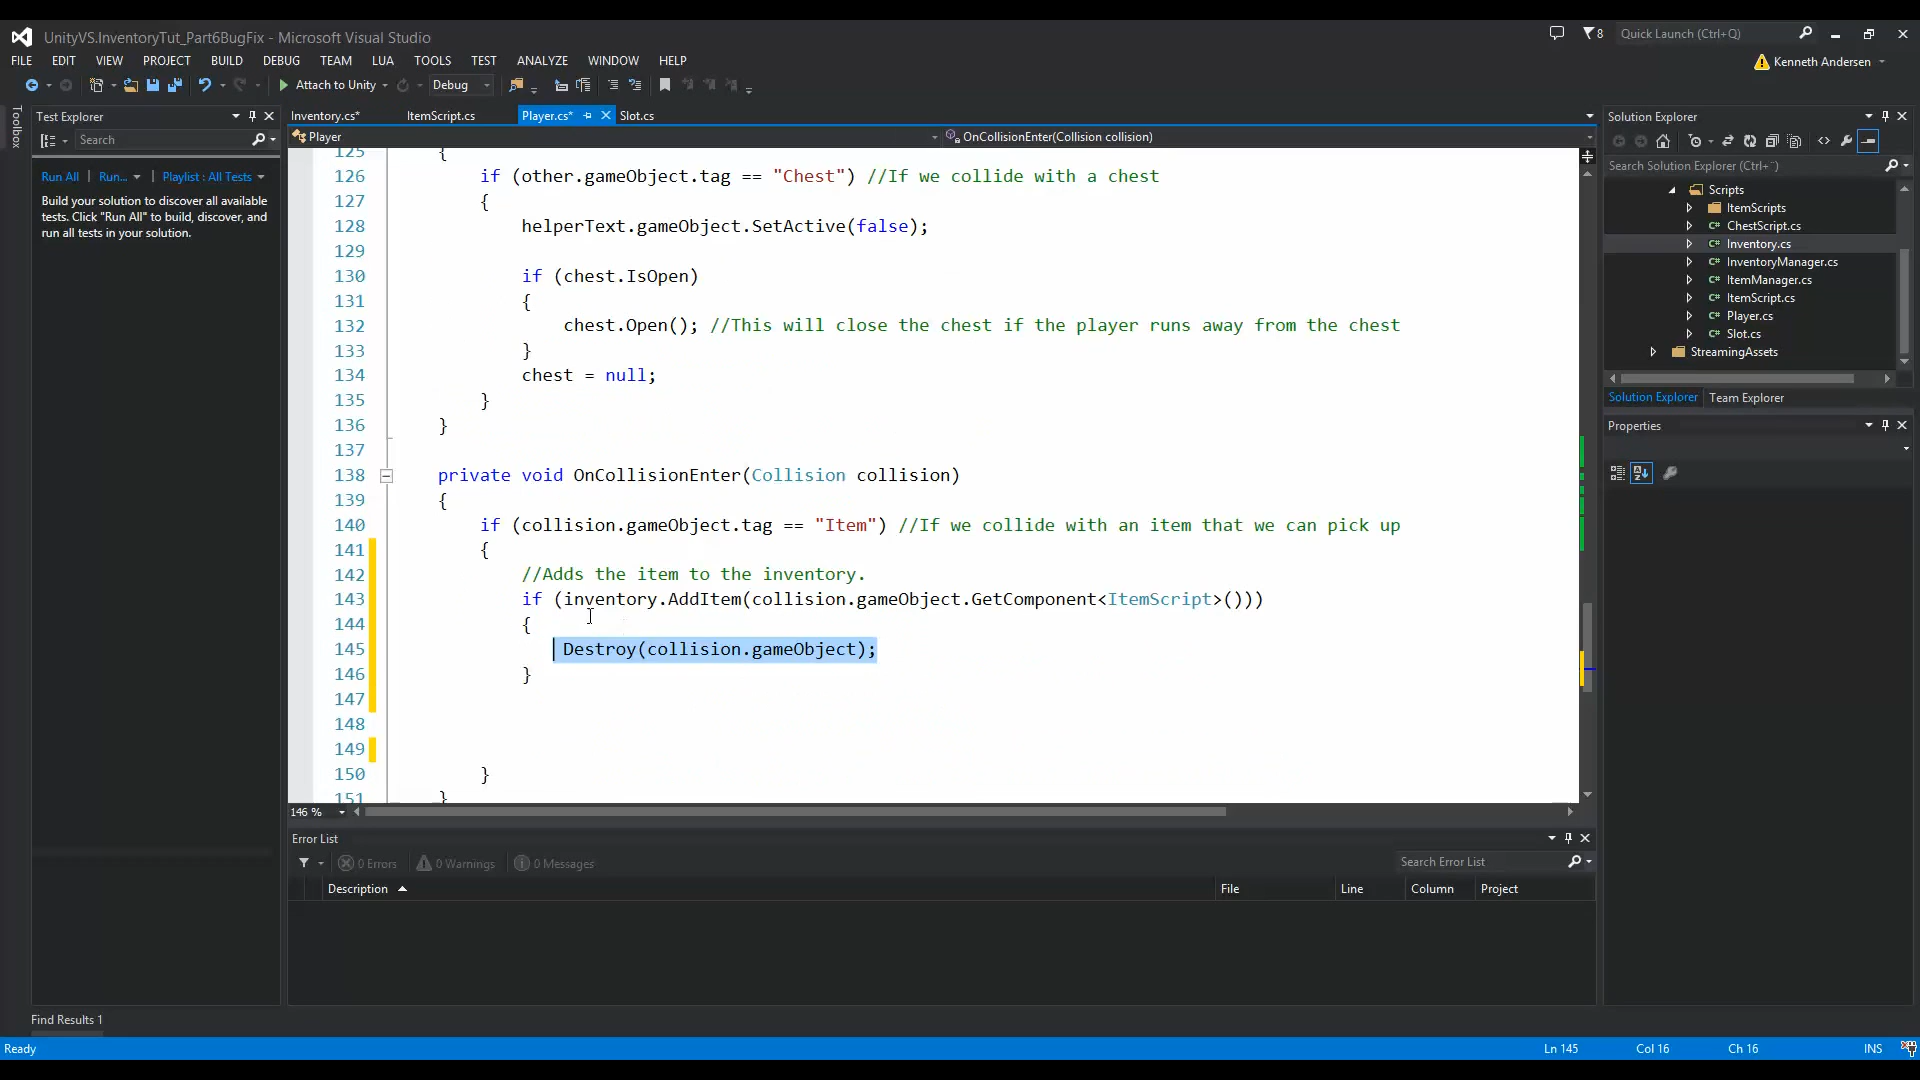 UnityVS.InventoryTut_Part6BugFix - Microsoft Visual Studio
8
Quick Launch (Ctrl+Q)
FILE EDIT VIEW PROJECT BUILD DEBUG TEAM LUA TOOLS TEST ANALYZE WINDOW HELP
Kenneth Andersen
Attach to Unity Debug
Toolbox
Test Explorer
Search
Run All | Run... Playlist : All Tests
Build your solution to discover all available
tests. Click "Run All" to build, discover, and
run all tests in your solution.
Inventory.cs* ItemScript.cs Player.cs* Slot.cs
Player OnCollisionEnter(Collision collision)
125 {
126 if (other.gameObject.tag == "Chest") //If we collide with a chest
127 {
128 helperText.gameObject.SetActive(false);
129
130 if (chest.IsOpen)
131 {
132 chest.Open(); //This will close the chest if the player runs away from the chest
133 }
134 chest = null;
135 }
136 }
137
138 private void OnCollisionEnter(Collision collision)
139 {
140 if (collision.gameObject.tag == "Item") //If we collide with an item that we can pick up
141 {
142 //Adds the item to the inventory.
143 if (inventory.AddItem(collision.gameObject.GetComponent<ItemScript>()))
144 {
145 Destroy(collision.gameObject);
146 }
147
148
149
150 }
151 }
146 %
Error List
0 Errors 0 Warnings 0 Messages
Search Error List
Description File Line Column Project
Solution Explorer
Search Solution Explorer (Ctrl+¨)
Scripts
ItemScripts
ChestScript.cs
Inventory.cs
InventoryManager.cs
ItemManager.cs
ItemScript.cs
Player.cs
Slot.cs
StreamingAssets
Solution Explorer Team Explorer
Properties
Find Results 1
Ready Ln 145 Col 16 Ch 16 INS